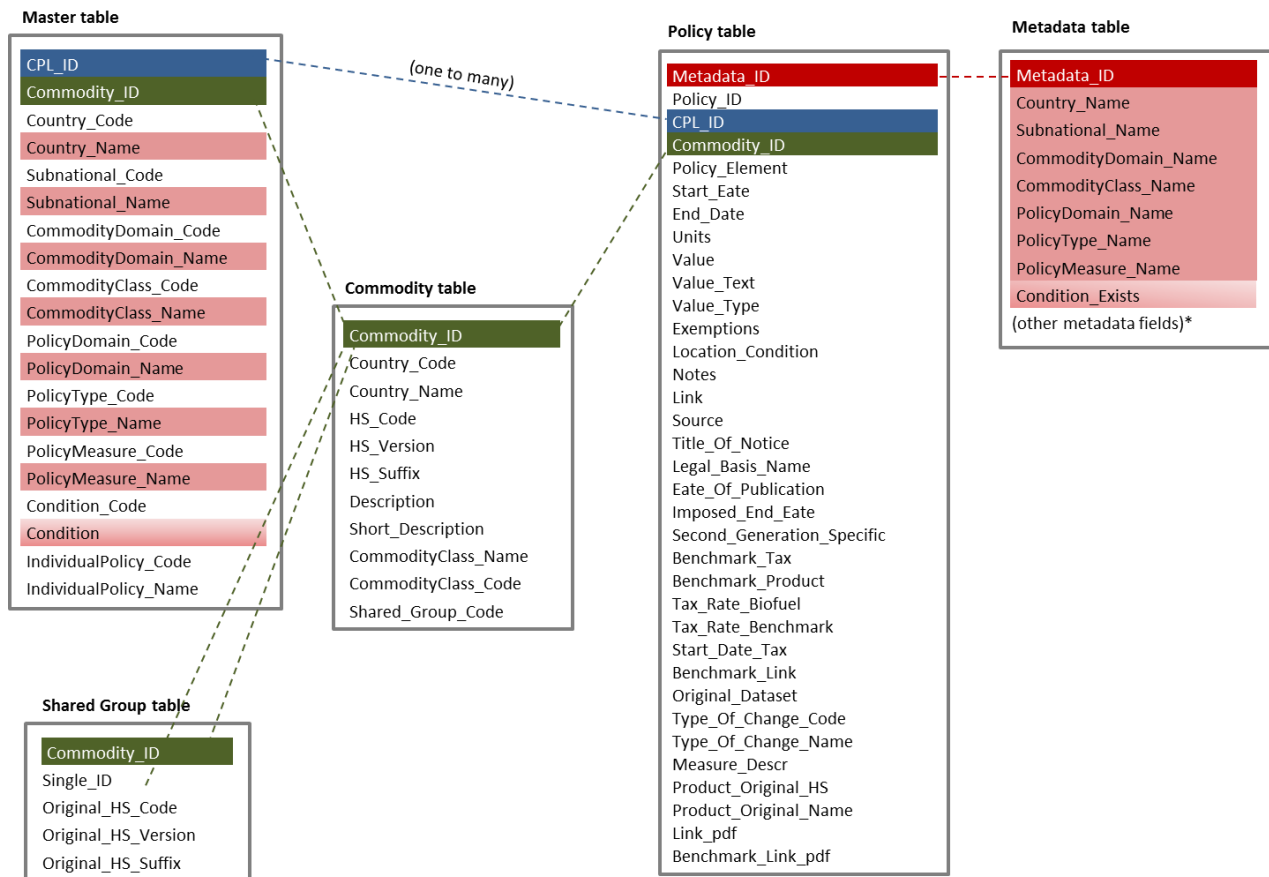 Master table
CPL_ID
Commodity_ID
Country_Code
Country_Name
Subnational_Code
Subnational_Name
CommodityDomain_Code
CommodityDomain_Name
CommodityClass_Code
CommodityClass_Name
PolicyDomain_Code
PolicyDomain_Name
PolicyType_Code
PolicyType_Name
PolicyMeasure_Code
PolicyMeasure_Name
Condition_Code
Condition
IndividualPolicy_Code
IndividualPolicy_Name
(one to many)
Commodity table
Commodity_ID
Country_Code
Country_Name
HS_Code
HS_Version
HS_Suffix
Description
Short_Description
CommodityClass_Name
CommodityClass_Code
Shared_Group_Code
Shared Group table
Commodity_ID
Single_ID
Original_HS_Code
Original_HS_Version
Original_HS_Suffix
Policy table
Metadata_ID
Policy_ID
CPL_ID
Commodity_ID
Policy_Element
Start_Eate
End_Date
Units
Value
Value_Text
Value_Type
Exemptions
Location_Condition
Notes
Link
Source
Title_Of_Notice
Legal_Basis_Name
Eate_Of_Publication
Imposed_End_Eate
Second_Generation_Specific
Benchmark_Tax
Benchmark_Product
Tax_Rate_Biofuel
Tax_Rate_Benchmark
Start_Date_Tax
Benchmark_Link
Original_Dataset
Type_Of_Change_Code
Type_Of_Change_Name
Measure_Descr
Product_Original_HS
Product_Original_Name
Link_pdf
Benchmark_Link_pdf
Metadata table
Metadata_ID
Country_Name
Subnational_Name
CommodityDomain_Name
CommodityClass_Name
PolicyDomain_Name
PolicyType_Name
PolicyMeasure_Name
Condition_Exists
(other metadata fields)*